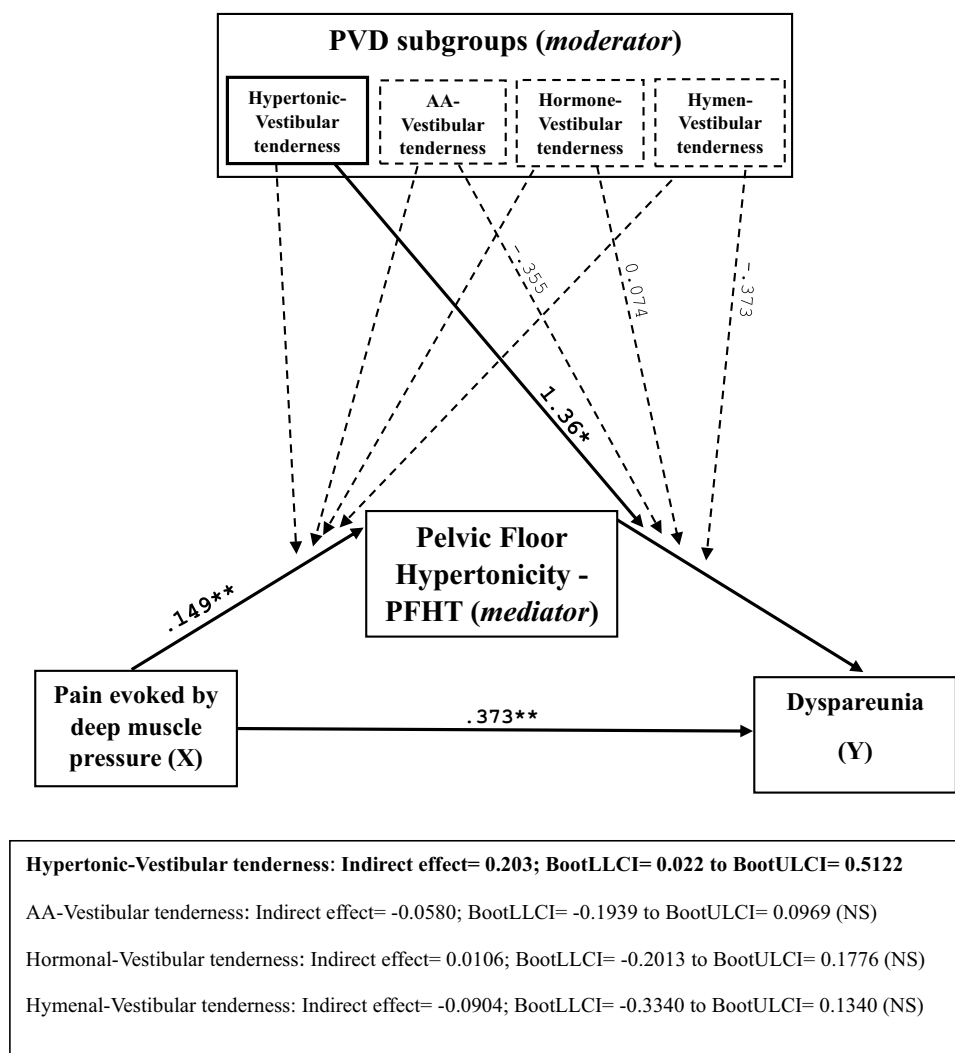 PVD subgroups (moderator)
Hypertonic-
Vestibular
tenderness
AA-
Vestibular
tenderness
Hormone-
Vestibular
tenderness
Hymen-
Vestibular
tenderness
-.355
0.074
-.373
1.36*
Pelvic Floor
Hypertonicity -
PFHT (mediator)
.149**
Pain evoked by
deep muscle
pressure (X)
.373**
Dyspareunia
(Y)
Hypertonic-Vestibular tenderness: Indirect effect= 0.203; BootLLCI= 0.022 to BootULCI= 0.5122
AA-Vestibular tenderness: Indirect effect= -0.0580; BootLLCI= -0.1939 to BootULCI= 0.0969 (NS)
Hormonal-Vestibular tenderness: Indirect effect= 0.0106; BootLLCI= -0.2013 to BootULCI= 0.1776 (NS)
Hymenal-Vestibular tenderness: Indirect effect= -0.0904; BootLLCI= -0.3340 to BootULCI= 0.1340 (NS)